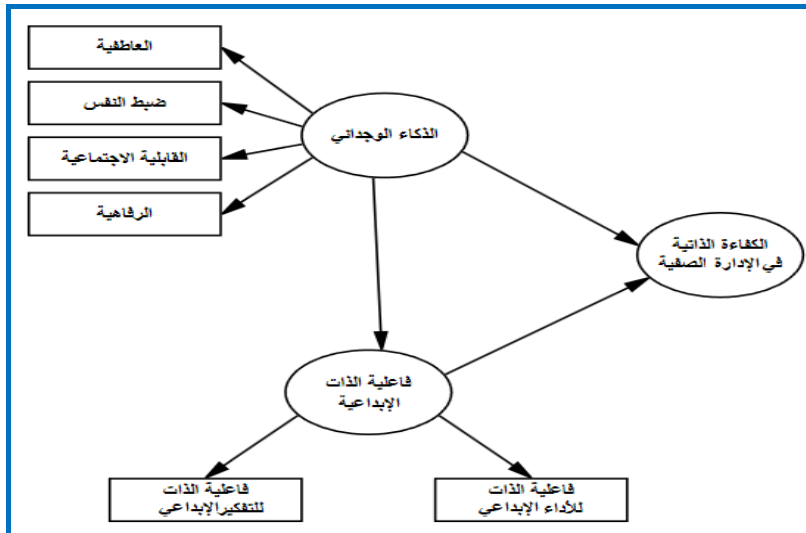 العاطفية
ضبط النفس
القابلية الاجتماعية
الرفاهية
الذكاء الوجداني
الكفاءة الذاتية
في الإدارة الصفية
فاعلية الذات
الإبداعية
فاعلية الذات
للأداء الإبداعي
فاعلية الذات
للتفكيرالإبداعي